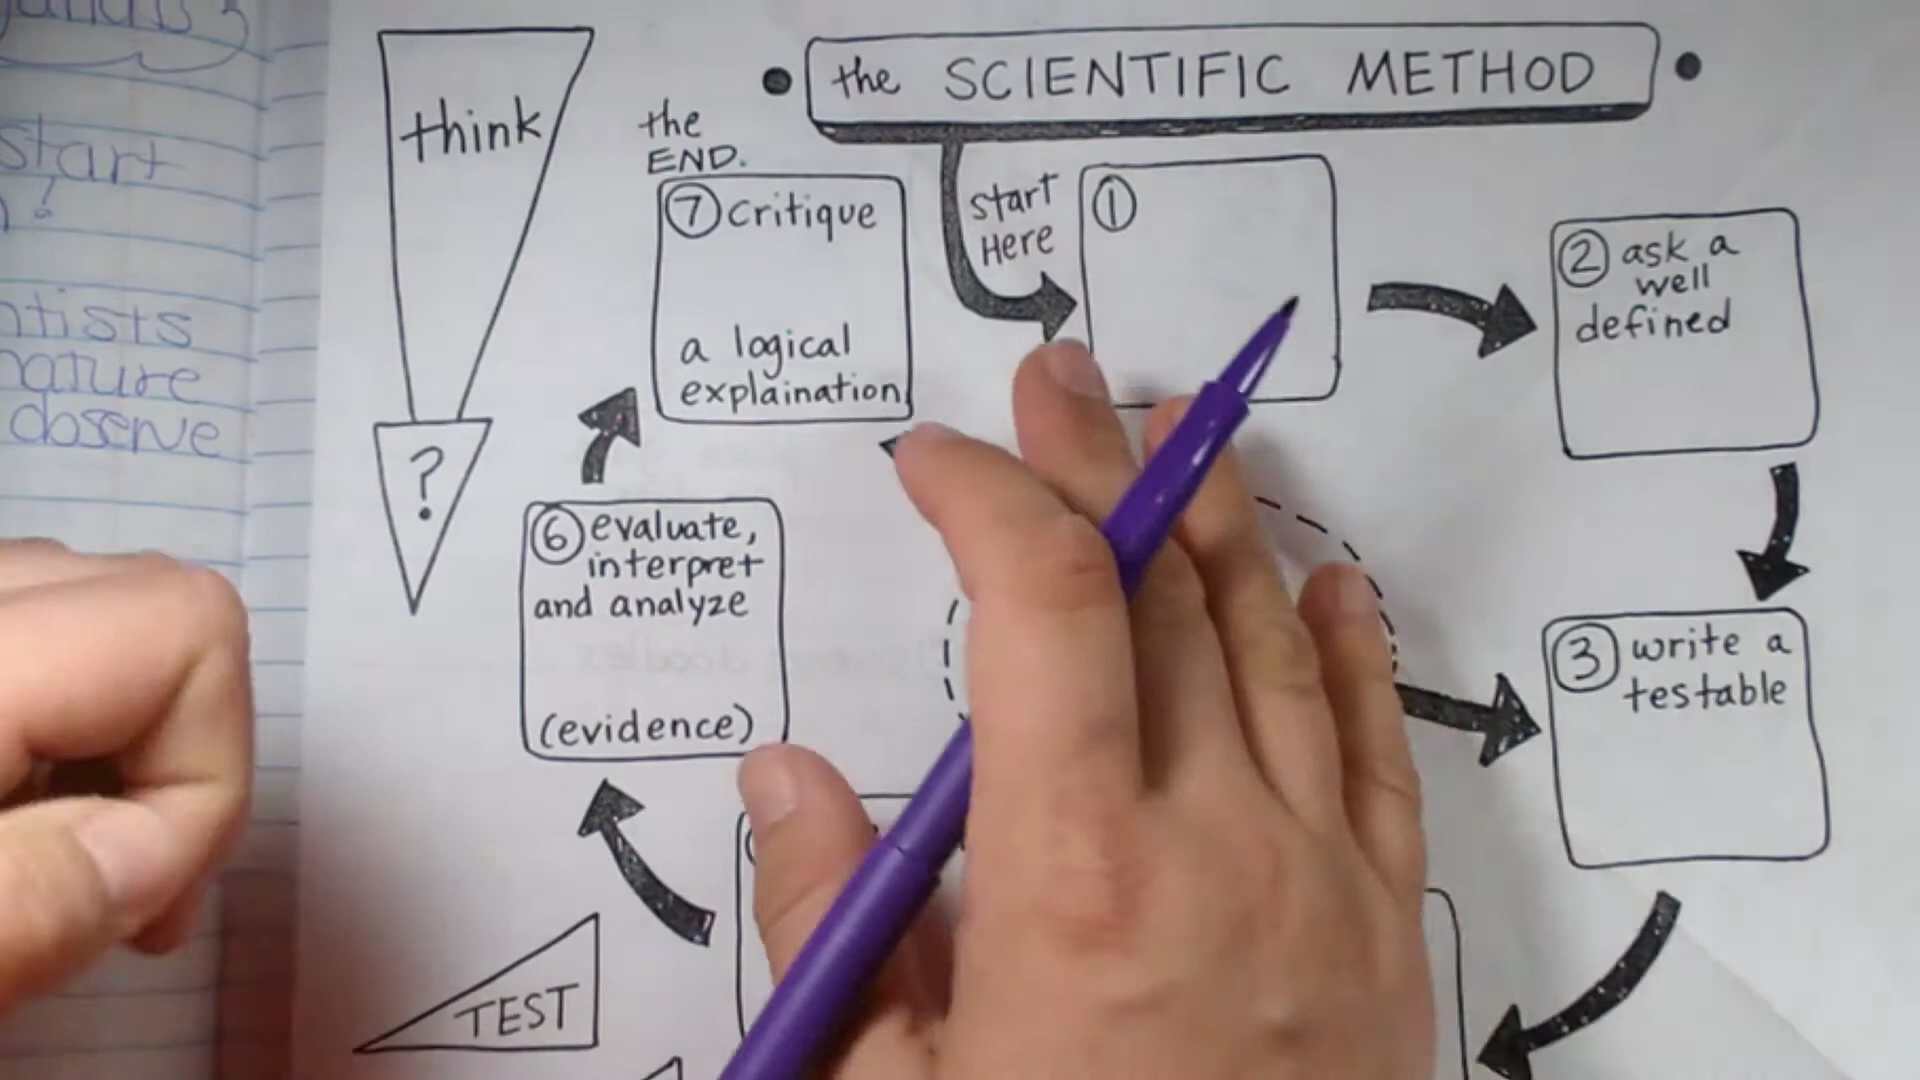 start
ntists
nature
observe
think
?
the SCIENTIFIC METHOD
the
END.
start
Here
①
② ask a
well
defined
③ write a
testable
⑥ evaluate,
interpret
and analyze
(evidence)
⑦ critique
a logical
explaination
TEST